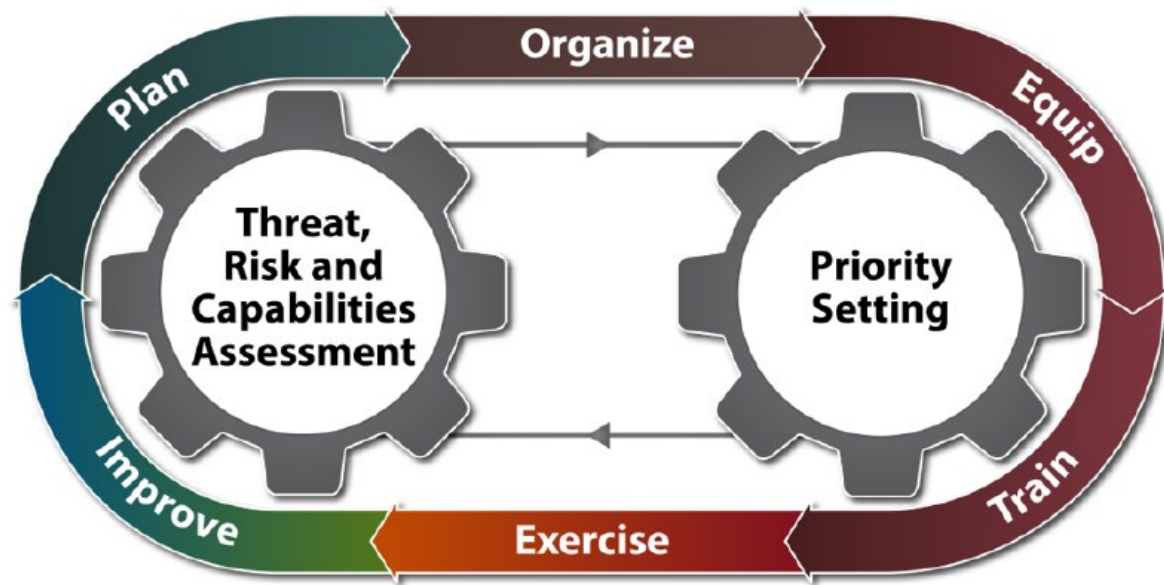 Plan
Organize
Equip
Threat,
Risk and
Capabilities
Assessment
Priority
Setting
Improve
Exercise
Train